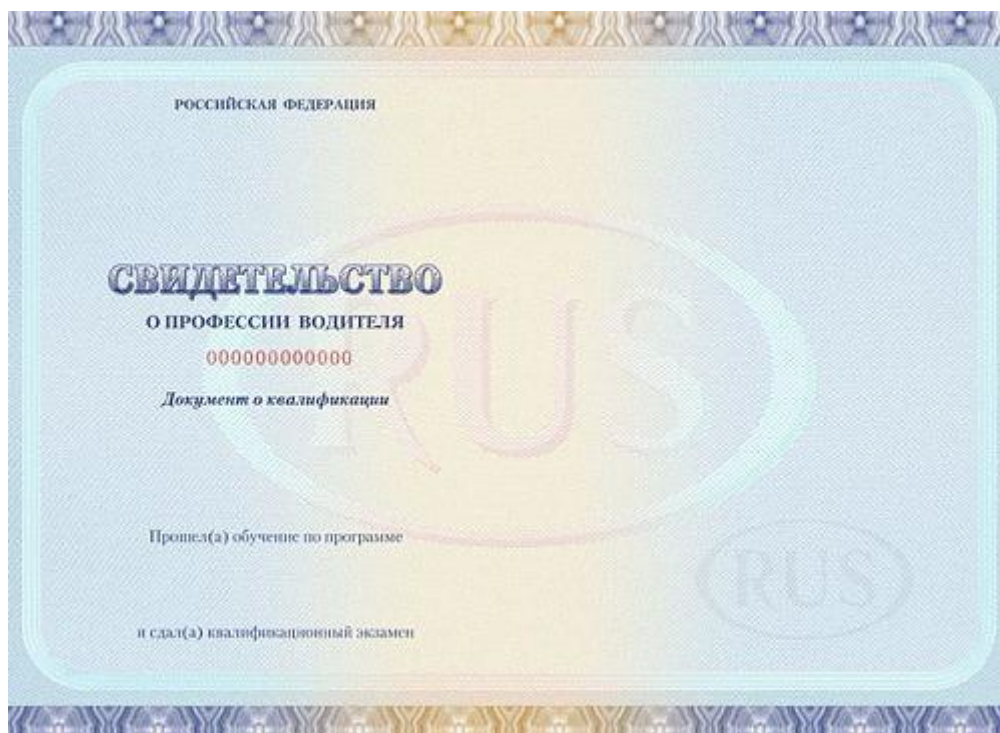 РОССИЙСКАЯ ФЕДЕРАЦИЯ
СВИДЕТЕЛЬСТВО
О ПРОФЕССИИ ВОДИТЕЛЯ
000000000000
Документ о квалификации
RUS
Прошел(а) обучение по программе
RUS
и сдал(а) квалификационный экзамен